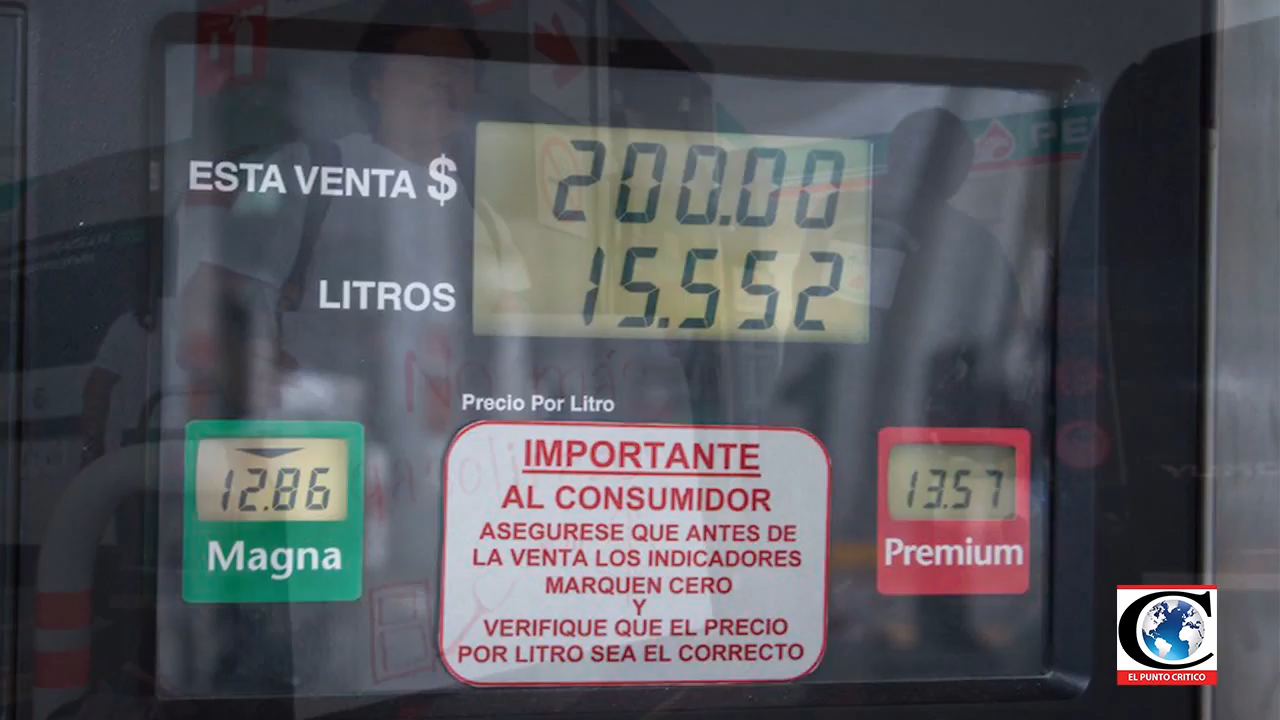 ESTA VENTA $ 200.00
LITROS 15.552
Precio Por Litro
12.86
Magna
IMPORTANTE
AL CONSUMIDOR
ASEGURESE QUE ANTES DE
LA VENTA LOS INDICADORES
MARQUEN CERO
Y
VERIFIQUE QUE EL PRECIO
POR LITRO SEA EL CORRECTO
13.57
Premium
PE
C
EL PUNTO CRITICO